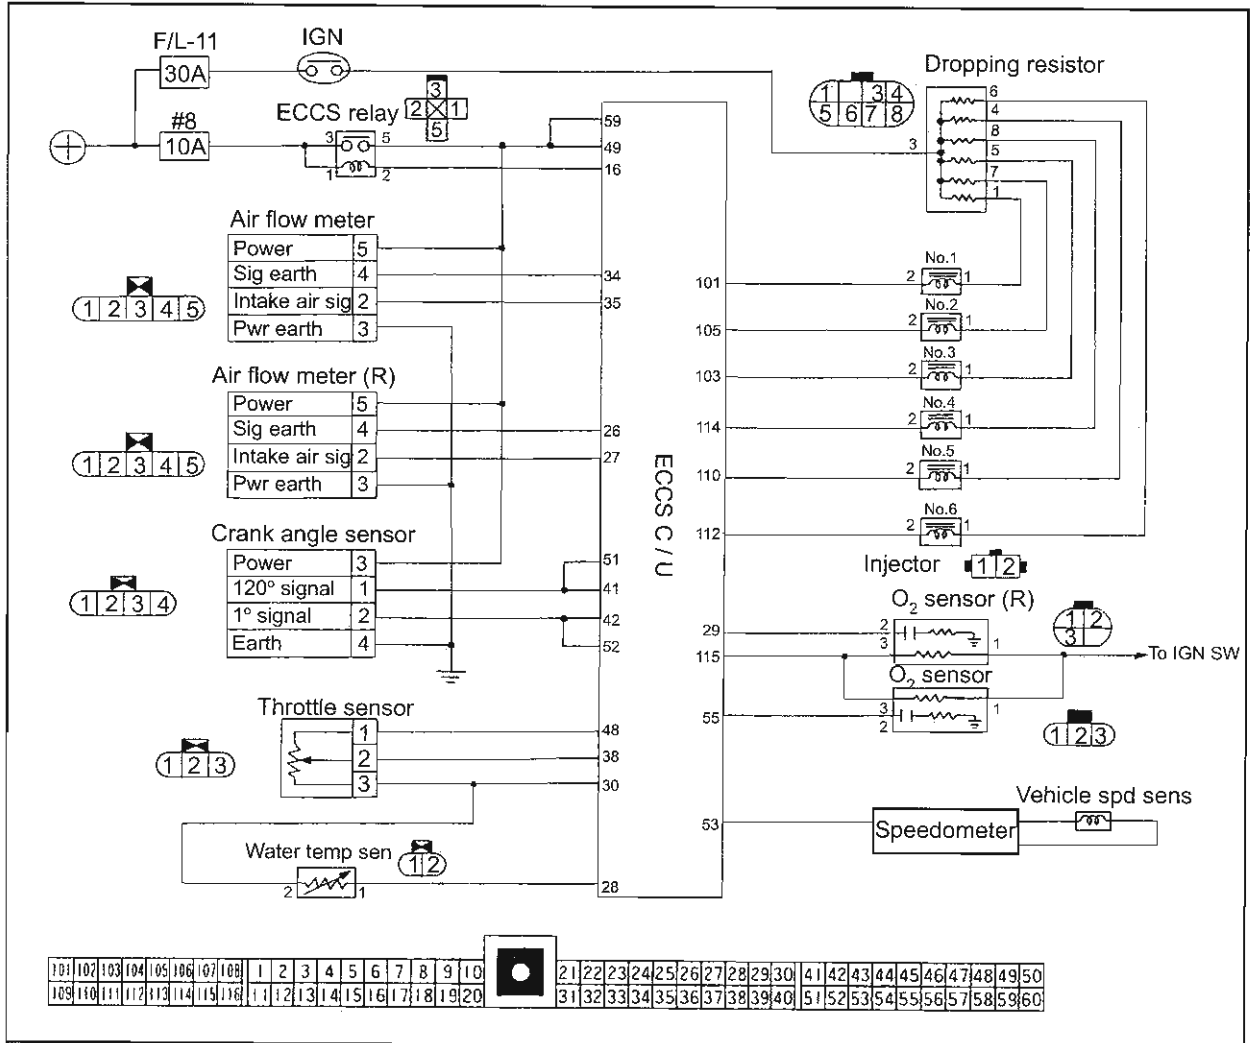 F/L-11
30A
IGN
#8
10A
ECCS relay
3 5
1 2
3
2 1
5
59
49
16
Air flow meter
Power 5
Sig earth 4
Intake air sig 2
Pwr earth 3
1 2 3 4 5
34
35
Air flow meter (R)
Power 5
Sig earth 4
Intake air sig 2
Pwr earth 3
1 2 3 4 5
26
27
Crank angle sensor
Power 3
120° signal 1
1° signal 2
Earth 4
1 2 3 4
51
41
42
52
Throttle sensor
1
2
3
1 2 3
48
38
30
Water temp sen
1 2
2 1
28
ECCS C / U
Dropping resistor
1 3 4
5 6 7 8
3
6
4
8
5
7
1
No.1
101 2 1
No.2
105 2 1
No.3
103 2 1
No.4
114 2 1
No.5
110 2 1
No.6
112 2 1
Injector
1 2
O2 sensor (R)
29 2
115 3 1
1 2
3
To IGN SW
O2 sensor
3 1
55 2
1 2 3
Vehicle spd sens
53
Speedometer
101 102 103 104 105 106 107 108 1 2 3 4 5 6 7 8 9 10 21 22 23 24 25 26 27 28 29 30 41 42 43 44 45 46 47 48 49 50
109 110 111 112 113 114 115 116 11 12 13 14 15 16 17 18 19 20 31 32 33 34 35 36 37 38 39 40 51 52 53 54 55 56 57 58 59 60